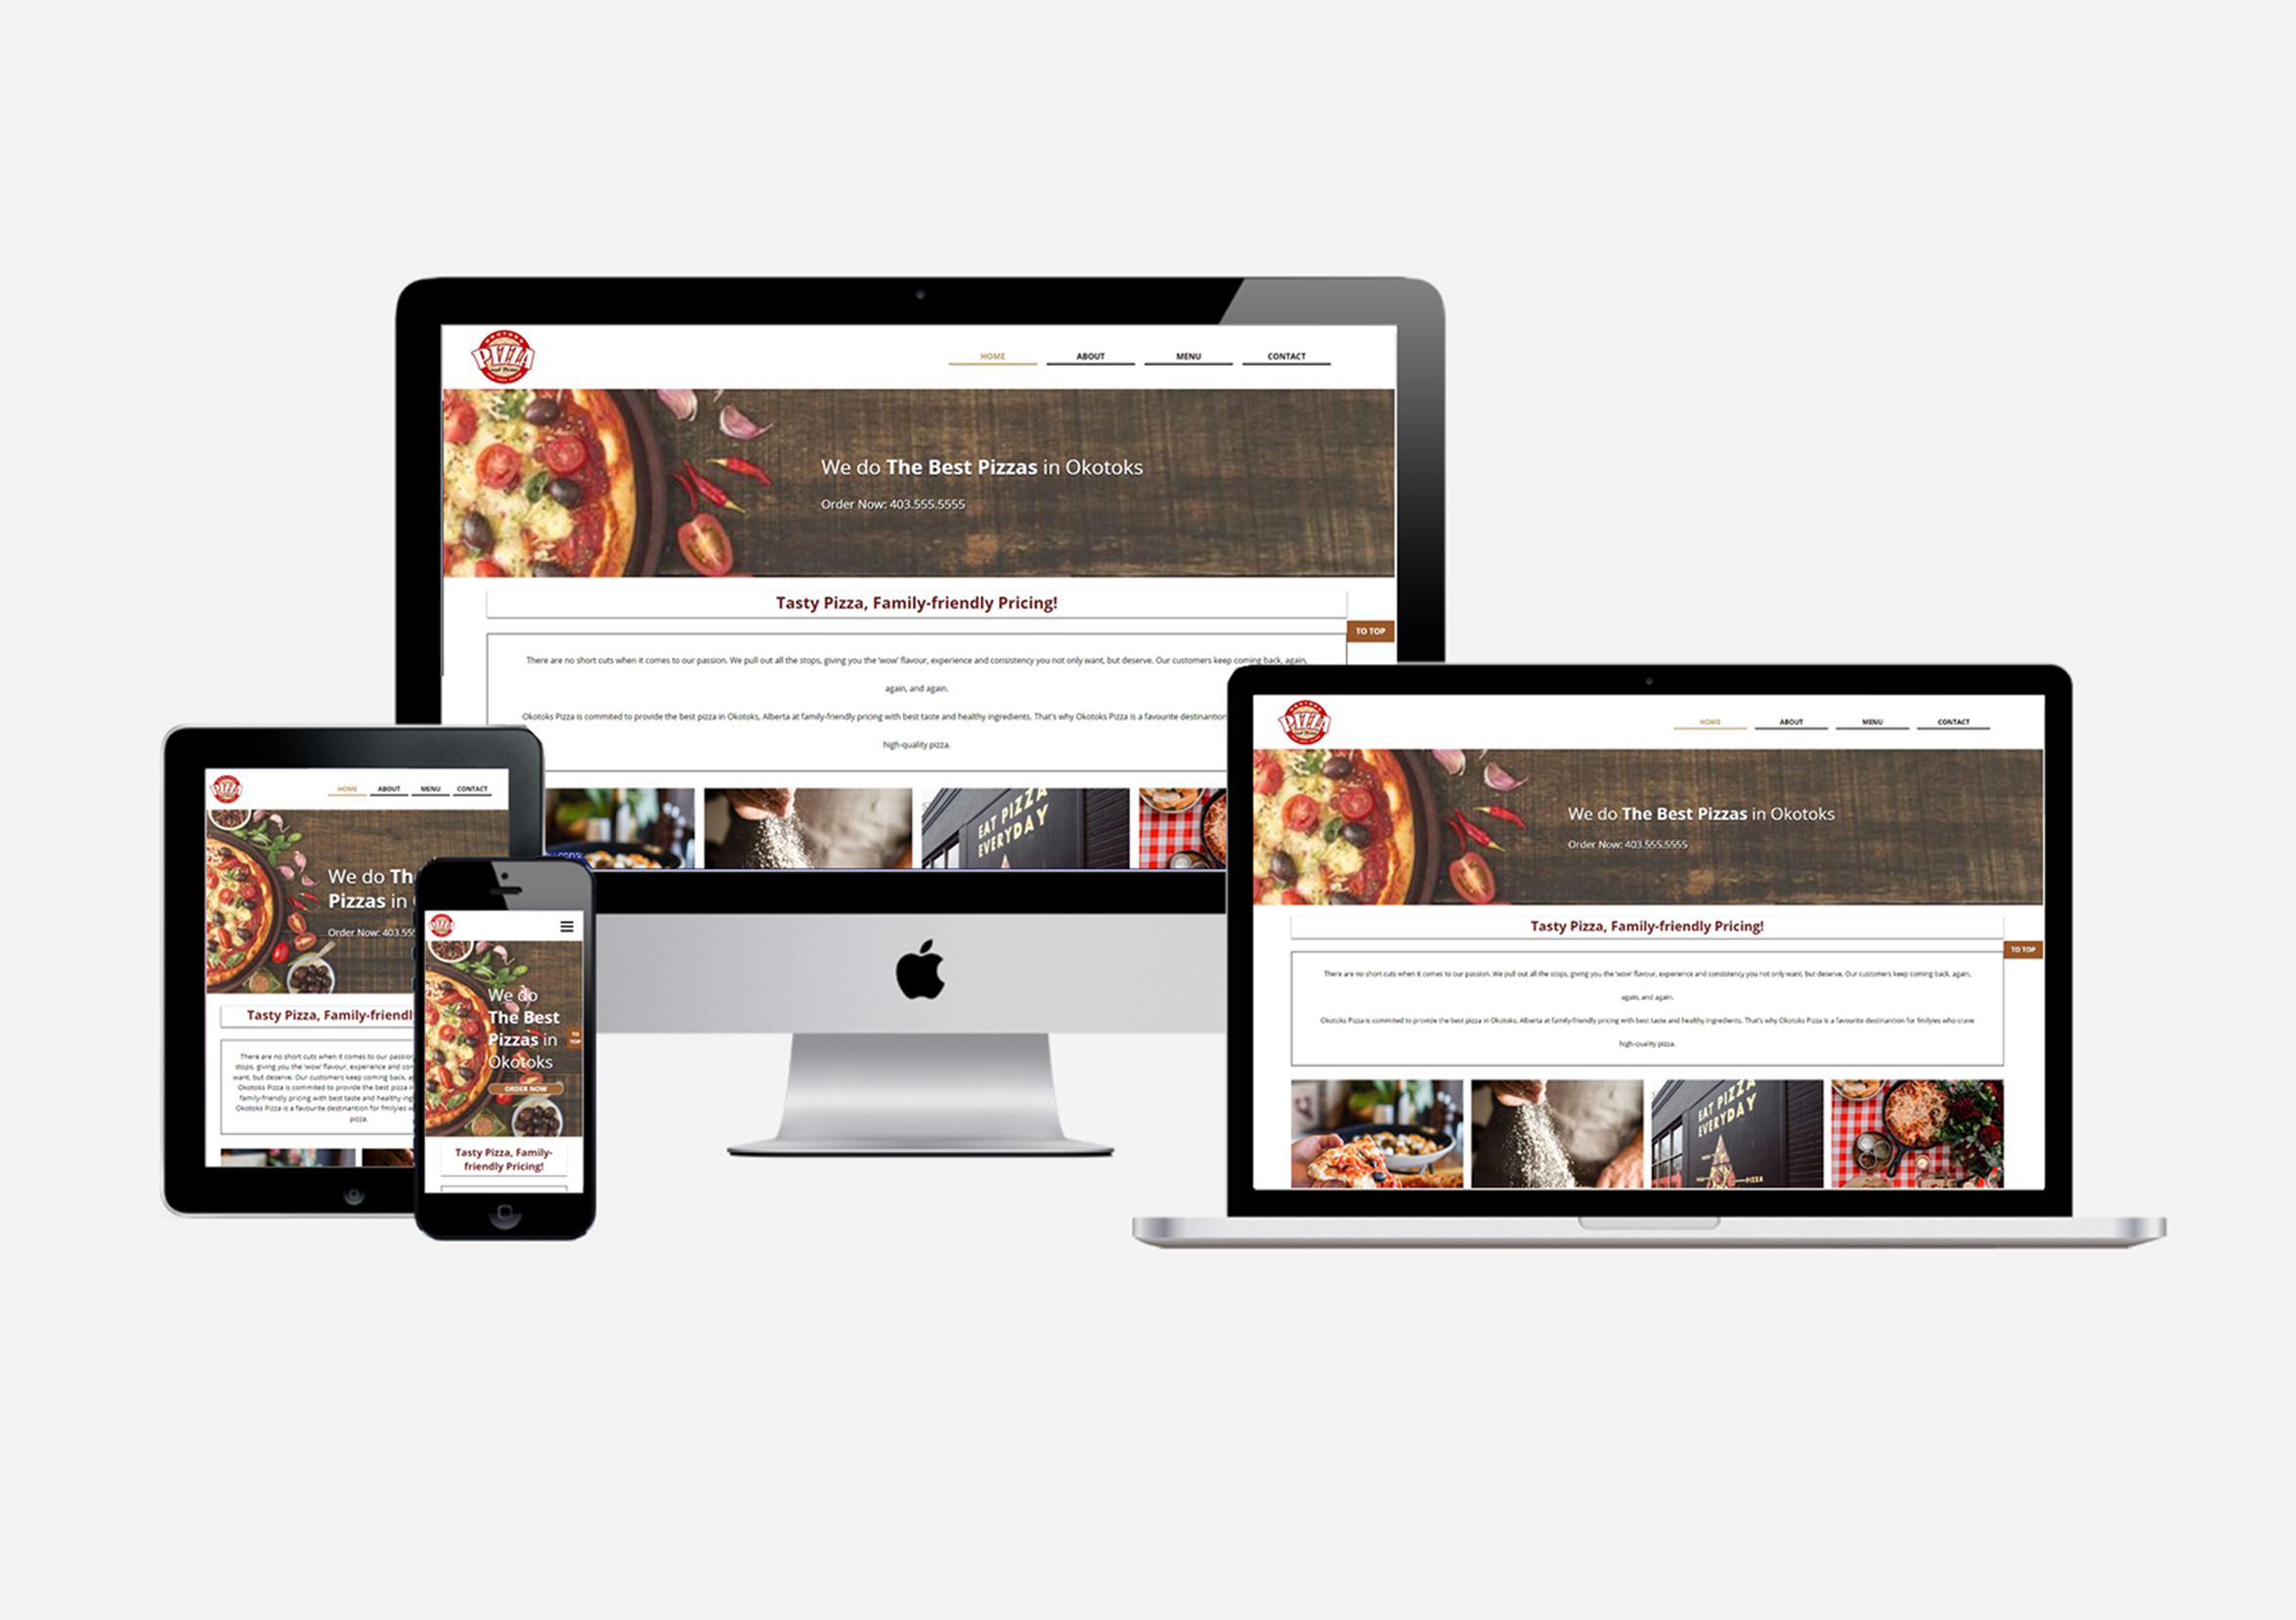 PIZZA
HOME ABOUT MENU CONTACT
We do The Best Pizzas in Okotoks
Order Now: 403.555.5555
Tasty Pizza, Family-friendly Pricing!
TO TOP
There are no short cuts when it comes to our passion. We pull out all the stops, giving you the 'wow' flavour, experience and consistency you not only want, but deserve. Our customers keep coming back, again,
again, and again.
Okotoks Pizza is commited to provide the best pizza in Okotoks, Alberta at family-friendly pricing with best taste and healthy ingredients. That's why Okotoks Pizza is a favourite destinantion
high-quality pizza.
EAT PIZZA
EVERYDAY
PIZZA
HOME ABOUT MENU CONTACT
We do The Best Pizzas in Okotoks
Order Now: 403.555.5555
Tasty Pizza, Family-friendly Pricing!
TO TOP
There are no short cuts when it comes to our passion. We pull out all the stops, giving you the 'wow' flavour, experience and consistency you not only want, but deserve. Our customers keep coming back, again,
again, and again.
Okotoks Pizza is commited to provide the best pizza in Okotoks, Alberta at family-friendly pricing with best taste and healthy ingredients. That's why Okotoks Pizza is a favourite destinantion for fmilyies who crave
high-quality pizza.
EAT PIZZA
EVERYDAY
PIZZA
PIZZA
HOME ABOUT MENU CONTACT
We do Th
Pizzas in
Order Now: 403.55
Tasty Pizza, Family-friendl
There are no short cuts when it comes to our passion
stops, giving you the 'wow' flavour, experience and con
want, but deserve. Our customers keep coming back, a
Okotoks Pizza is commited to provide the best pizza in
family-friendly pricing with best taste and healthy ing
Okotoks Pizza is a favourite destinantion for fmilyies w
pizza.
PIZZA
We do
The Best
Pizzas in
Okotoks
TO
TOP
ORDER NOW
Tasty Pizza, Family-
friendly Pricing!